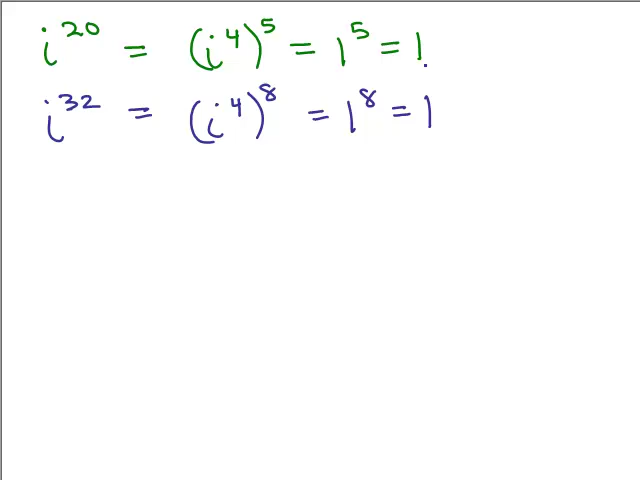 i^20 = (i^4)^5 = 1^5 = 1.
i^32 = (i^4)^8 = 1^8 = 1